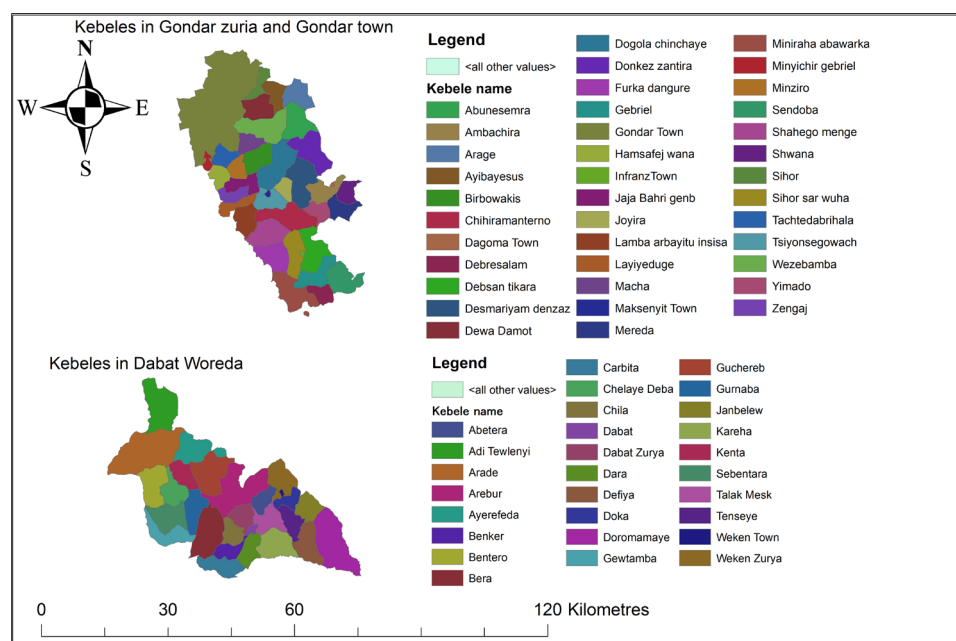 Kebeles in Gondar zuria and Gondar town
N
W
E
S
Legend
<all other values>
Kebele name
Abunesemra
Ambachira
Arage
Ayibayesus
Birbowakis
Chihiramanterno
Dagoma Town
Debresalam
Debsan tikara
Desmariyam denzaz
Dewa Damot
Dogola chinchaye
Donkez zantira
Furka dangure
Gebriel
Gondar Town
Hamsafej wana
InfranzTown
Jaja Bahri genb
Joyira
Lamba arbayitu insisa
Layiyeduge
Macha
Maksenyit Town
Mereda
Miniraha abawarka
Minyichir gebriel
Minziro
Sendoba
Shahego menge
Shwana
Sihor
Sihor sar wuha
Tachtedabrihala
Tsiyonsegowach
Wezebamba
Yimado
Zengaj
Kebeles in Dabat Woreda
Legend
<all other values>
Kebele name
Abetera
Adi Tewlenyi
Arade
Arebur
Ayerefeda
Benker
Bentero
Bera
Carbita
Chelaye Deba
Chila
Dabat
Dabat Zurya
Dara
Defiya
Doka
Doromamaye
Gewtamba
Guchereb
Gurnaba
Janbelew
Kareha
Kenta
Sebentara
Talak Mesk
Tenseye
Weken Town
Weken Zurya
0 30 60 120 Kilometres